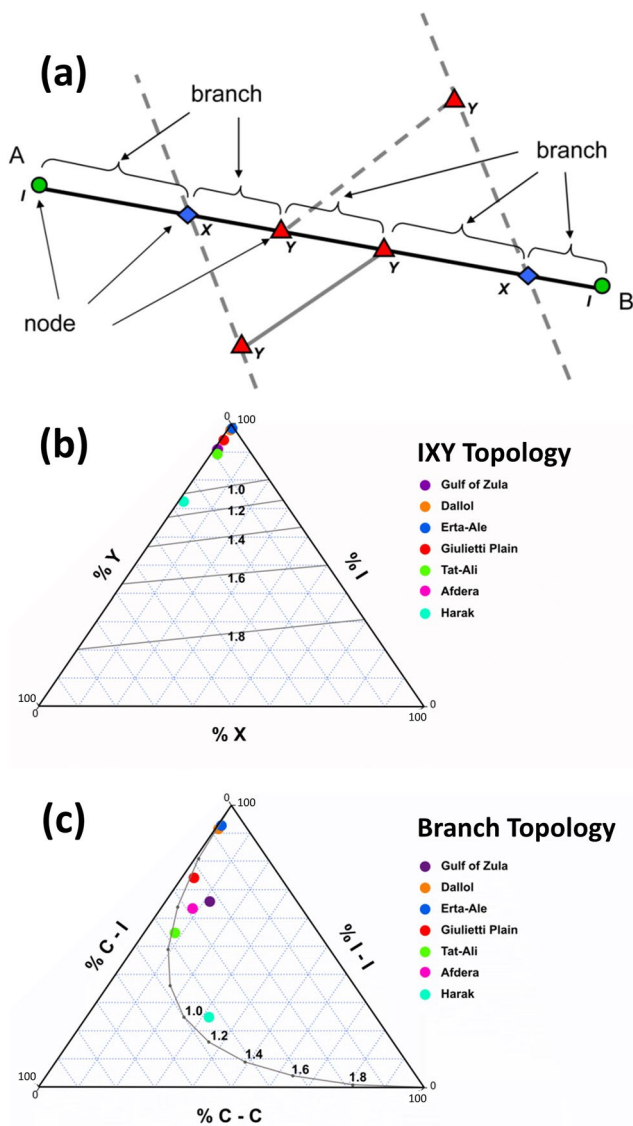 (a)
branch
Y
A
branch
I
X
Y
Y
X
I
B
node
Y
(b)
0
100
IXY Topology
Gulf of Zula
Dallol
Erta-Ale
Giulietti Plain
Tat-Ali
Afdera
Harak
1.0
1.2
1.4
1.6
1.8
% Y
% I
100
0
0
100
% X
(c)
0
100
Branch Topology
Gulf of Zula
Dallol
Erta-Ale
Giulietti Plain
Tat-Ali
Afdera
Harak
% C - I
% I - I
1.0
1.2
1.4
1.6
1.8
100
0
0
100
% C - C